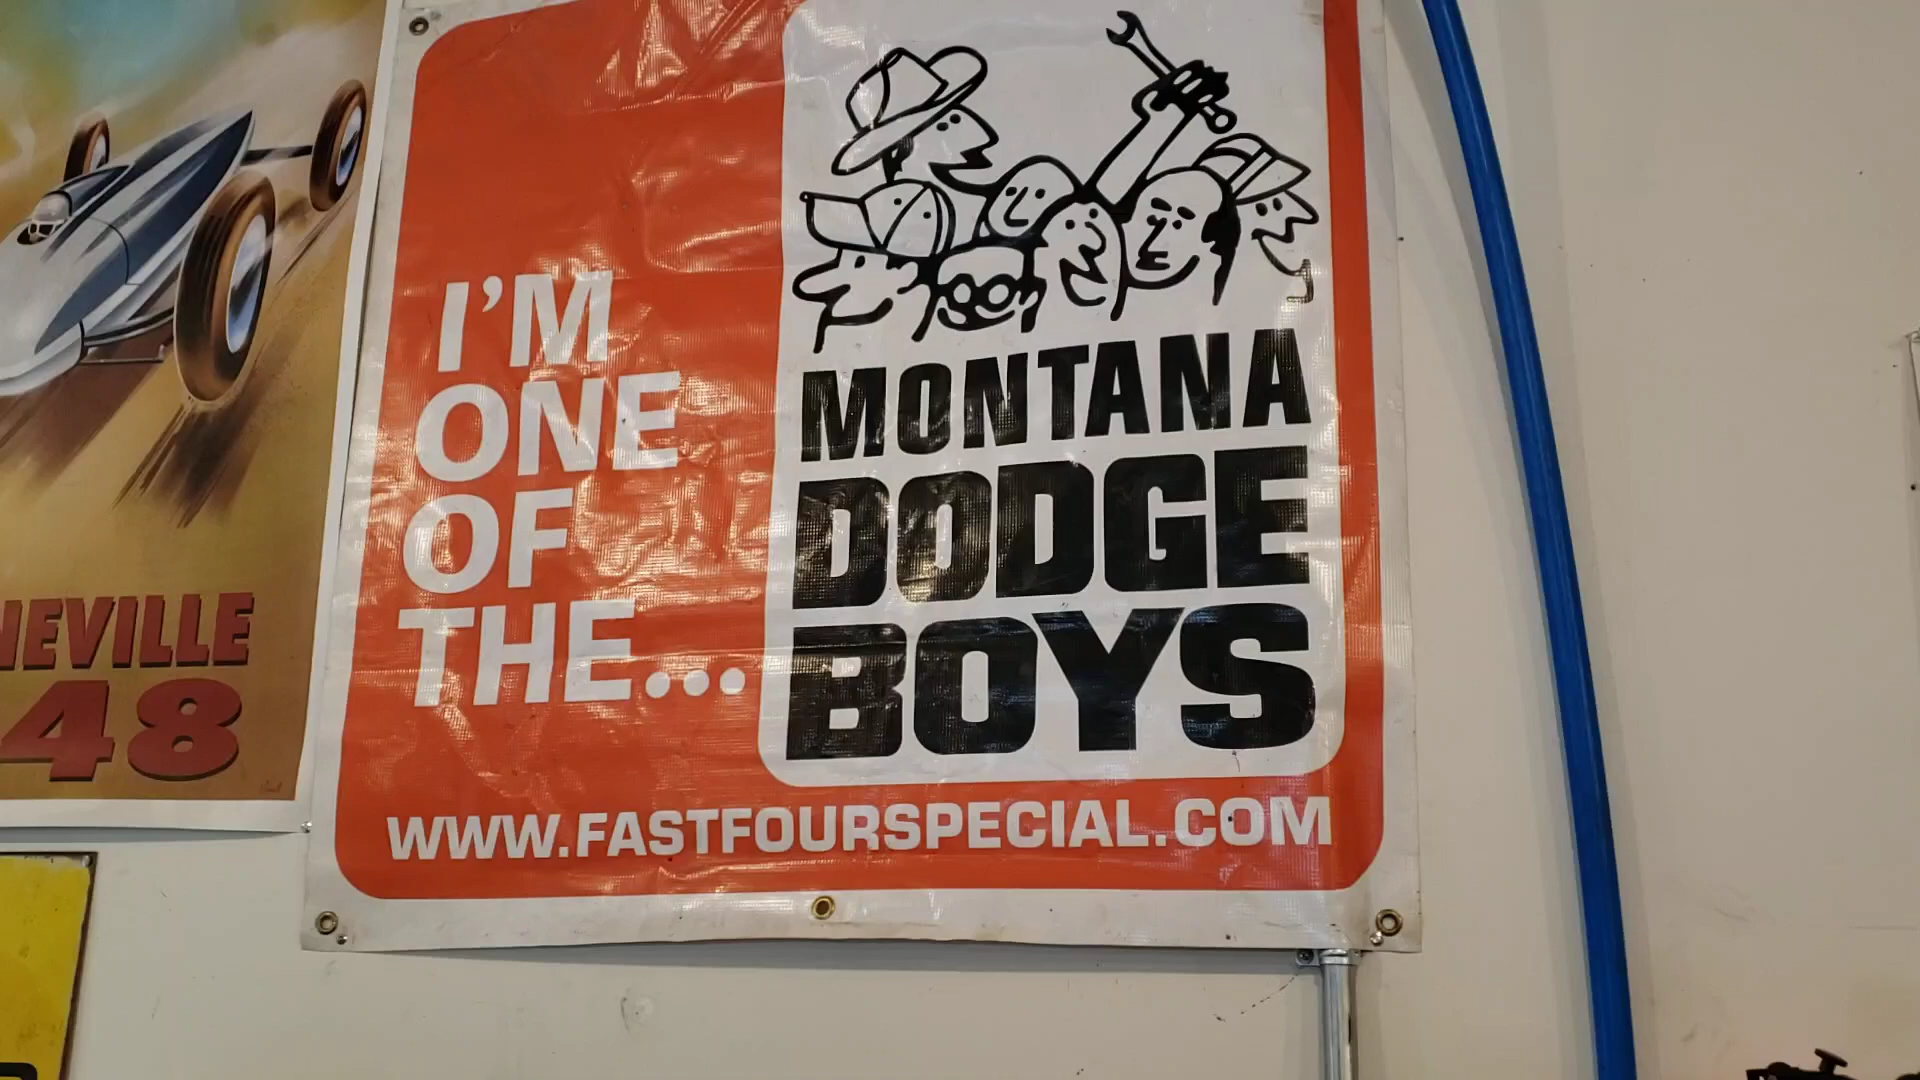 I'M
ONE
OF
THE...
MONTANA
DODGE
BOYS
WWW.FASTFOURSPECIAL.COM
NEVILLE
48